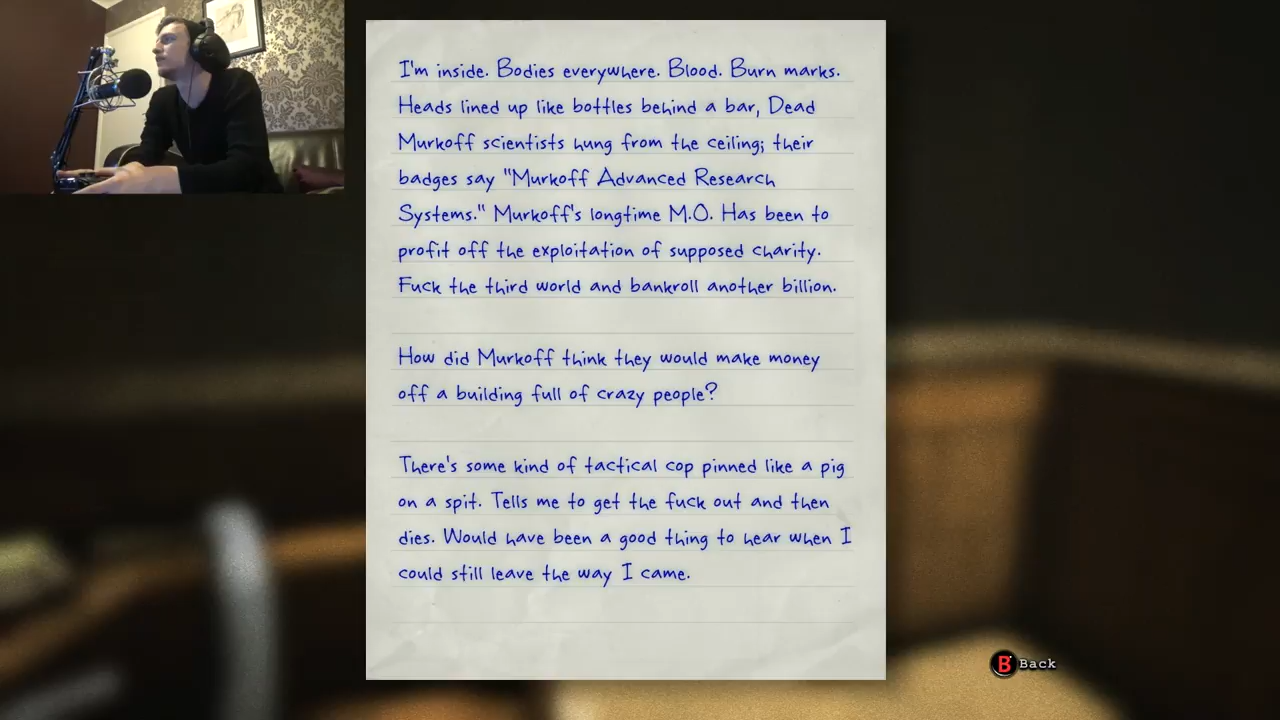 I'm inside. Bodies everywhere. Blood. Burn marks.
Heads lined up like bottles behind a bar, Dead
Murkoff scientists hung from the ceiling; their
badges say "Murkoff Advanced Research
Systems." Murkoff's longtime M.O. Has been to
profit off the exploitation of supposed charity.
Fuck the third world and bankroll another billion.
How did Murkoff think they would make money
off a building full of crazy people?
There's some kind of tactical cop pinned like a pig
on a spit. Tells me to get the fuck out and then
dies. Would have been a good thing to hear when I
could still leave the way I came.
B Back